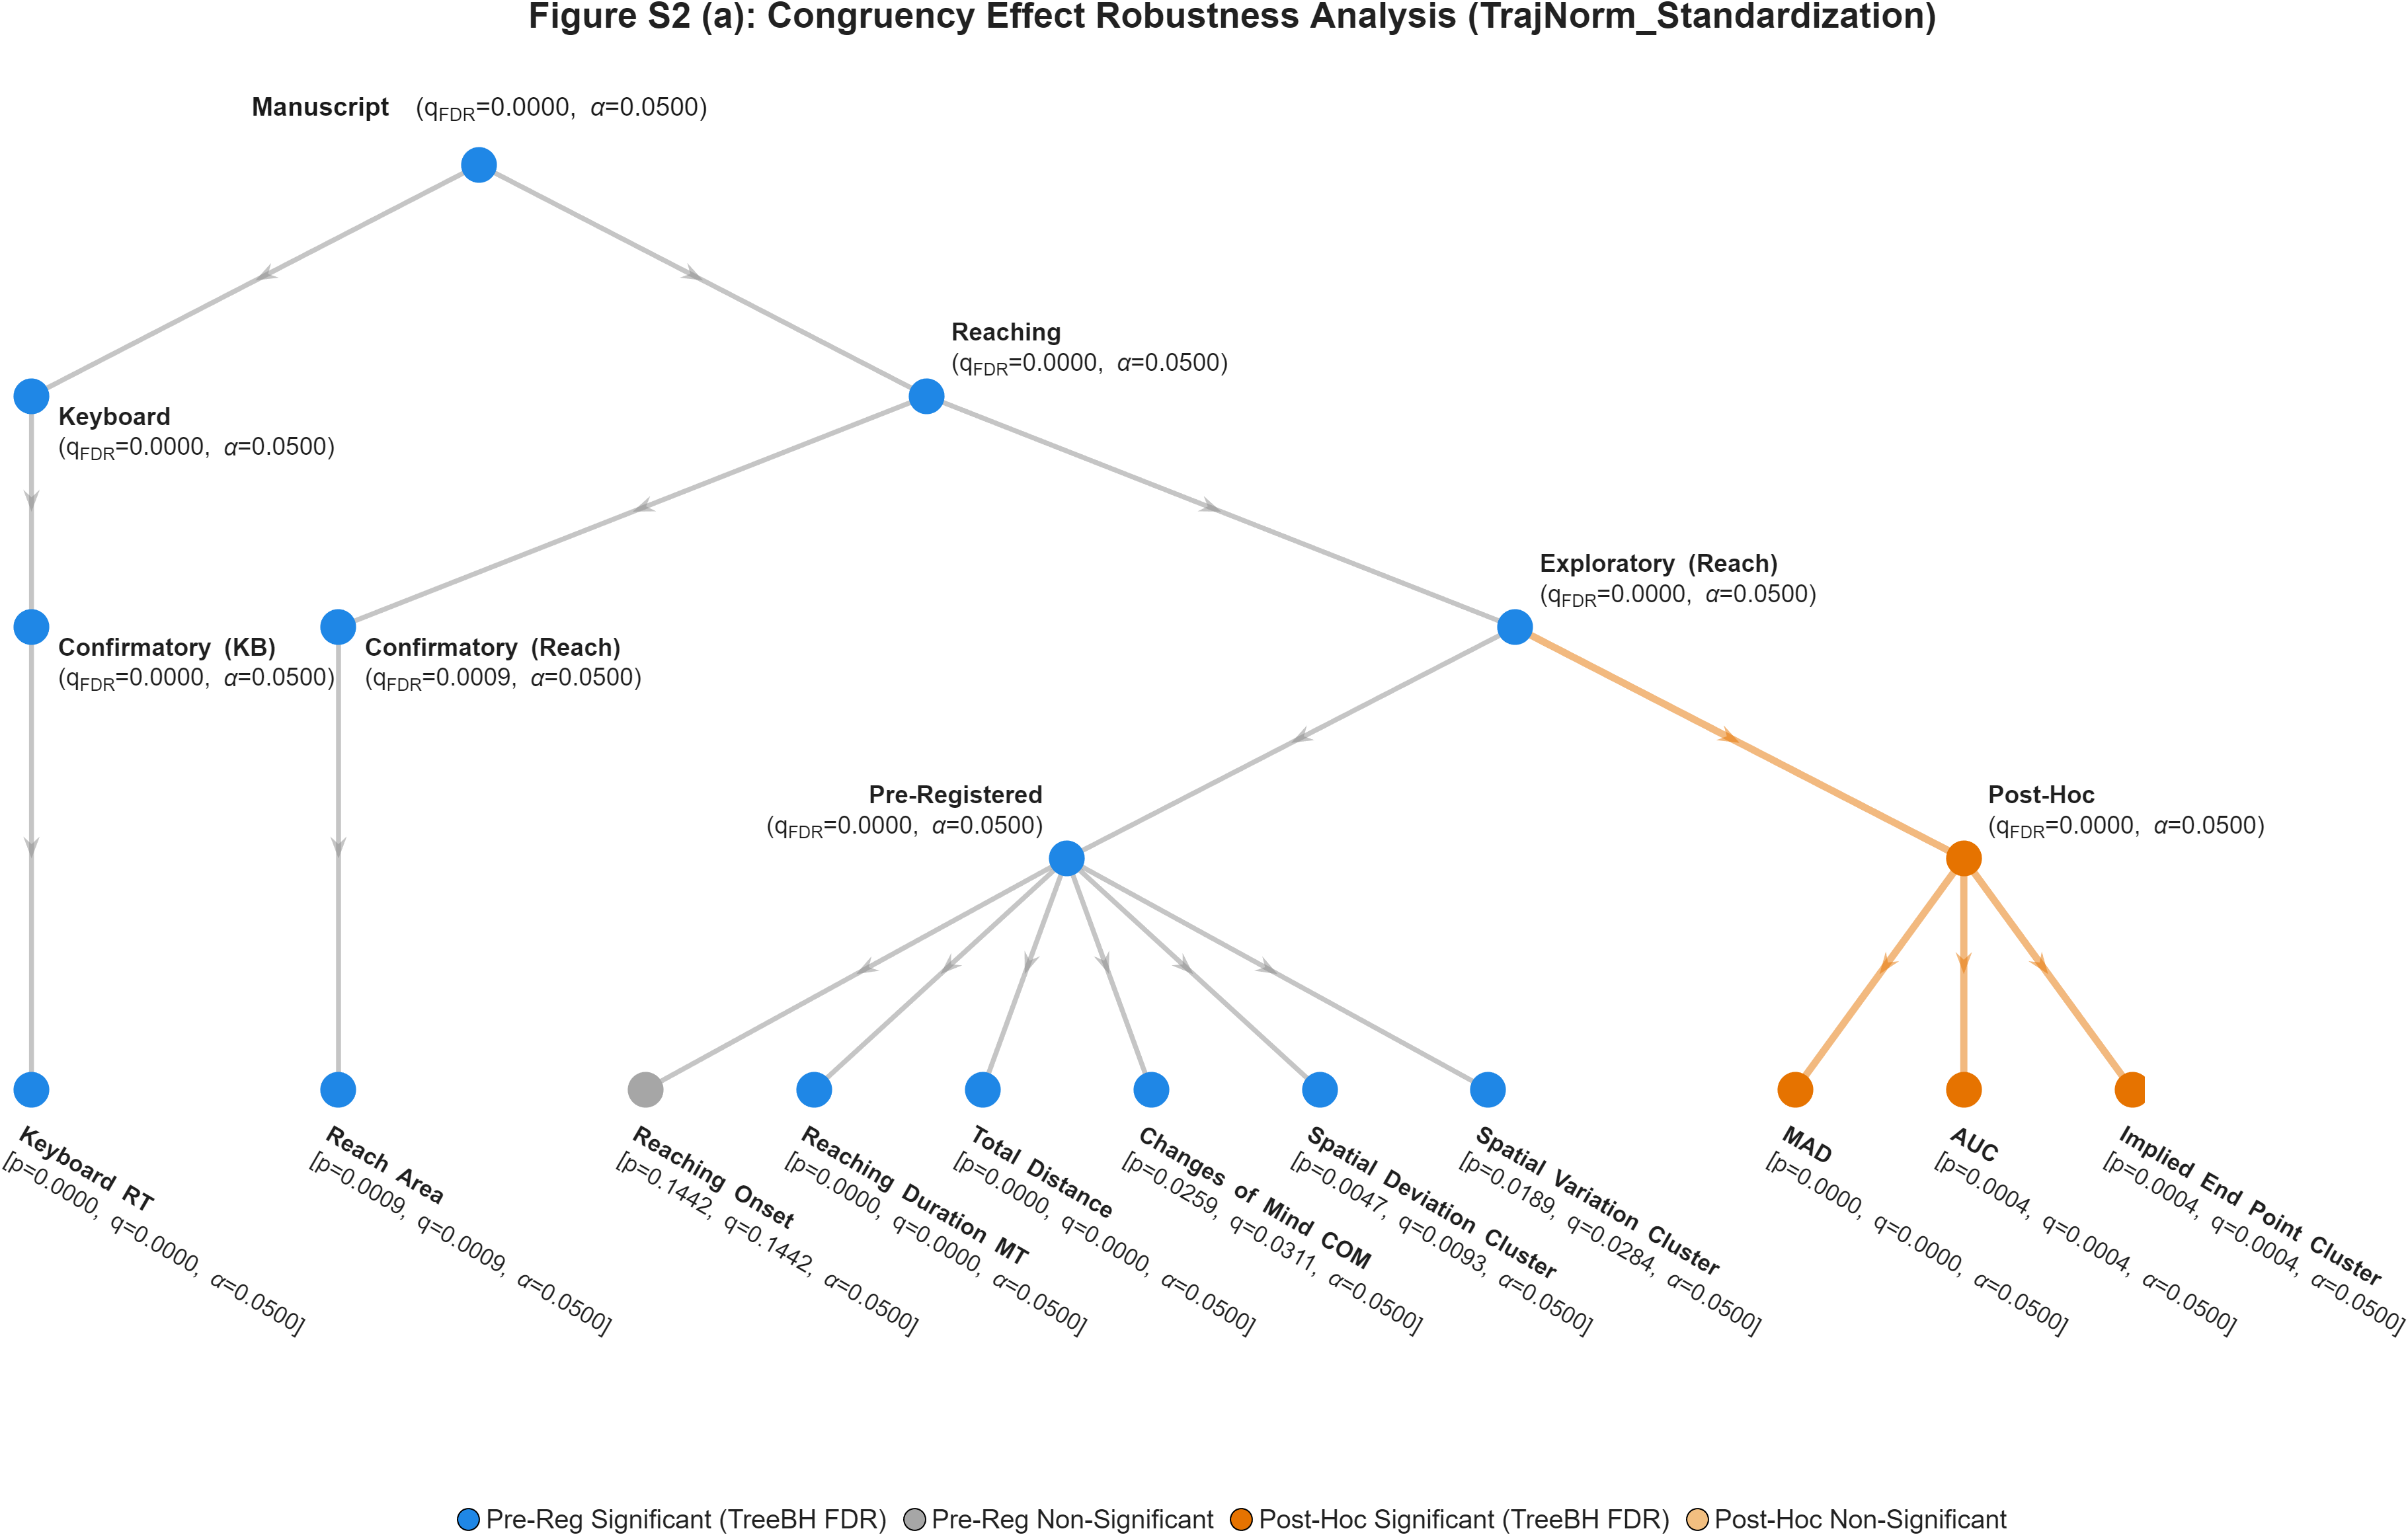 Figure S2 (a): Congruency Effect Robustness Analysis (TrajNorm_Standardization)
Manuscript (qFDR=0.0000, α=0.0500)
Reaching
(qFDR=0.0000, α=0.0500)
Keyboard
(qFDR=0.0000, α=0.0500)
Exploratory (Reach)
(qFDR=0.0000, α=0.0500)
Confirmatory (KB)
(qFDR=0.0000, α=0.0500)
Confirmatory (Reach)
(qFDR=0.0009, α=0.0500)
Pre-Registered
(qFDR=0.0000, α=0.0500)
Post-Hoc
(qFDR=0.0000, α=0.0500)
Keyboard RT
[p=0.0000, q=0.0000, α=0.0500]
Reach Area
[p=0.0009, q=0.0009, α=0.0500]
Reaching Onset
[p=0.1442, q=0.1442, α=0.0500]
Reaching Duration MT
[p=0.0000, q=0.0000, α=0.0500]
Total Distance
[p=0.0000, q=0.0000, α=0.0500]
Changes of Mind COM
[p=0.0259, q=0.0311, α=0.0500]
Spatial Deviation Cluster
[p=0.0047, q=0.0093, α=0.0500]
Spatial Variation Cluster
[p=0.0189, q=0.0284, α=0.0500]
MAD
[p=0.0000, q=0.0000, α=0.0500]
AUC
[p=0.0004, q=0.0004, α=0.0500]
Implied End Point Cluster
[p=0.0004, q=0.0004, α=0.0500]
Pre-Reg Significant (TreeBH FDR)
Pre-Reg Non-Significant
Post-Hoc Significant (TreeBH FDR)
Post-Hoc Non-Significant